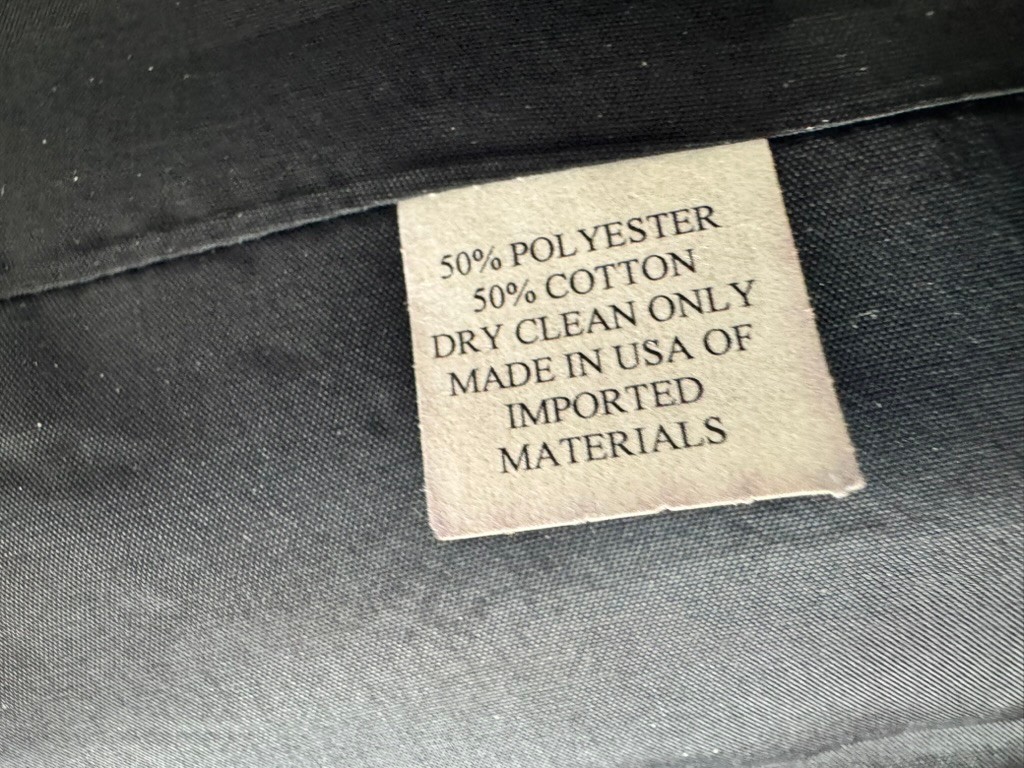 50% POLYESTER
50% COTTON
DRY CLEAN ONLY
MADE IN USA OF
IMPORTED
MATERIALS